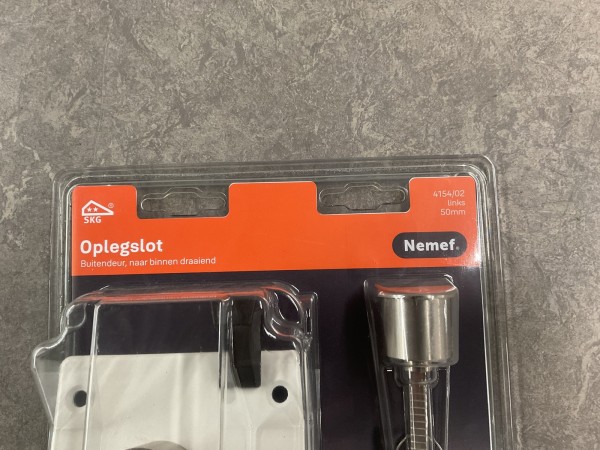 SKG®
Oplegslot
Buitendeur, naar binnen draaiend
4154/02
links
50mm
Nemef®